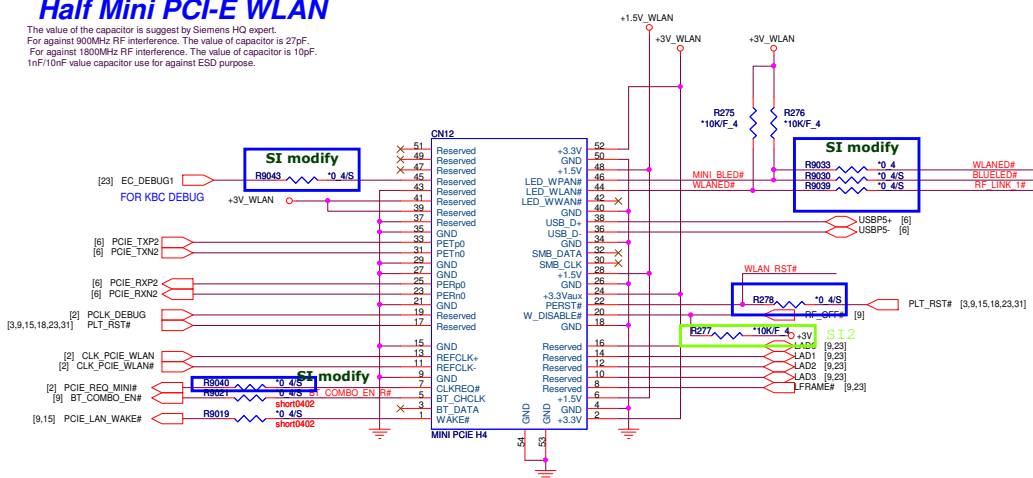 Half Mini PCI-E WLAN
The value of the capacitor is suggest by Siemens HQ expert.
For against 900MHz RF interference. The value of capacitor is 27pF.
For against 1800MHz RF interference. The value of capacitor is 10pF.
1nF/10nF value capacitor use for against ESD purpose.
+1.5V_WLAN
+3V_WLAN
+3V_WLAN
R275
*10K/F_4
R276
*10K/F_4
SI modify
R9043
*0_4/S
[23] EC_DEBUG1
FOR KBC DEBUG
+3V_WLAN
SI modify
R9033
*0_4
R9030
*0_4/S
R9039
*0_4/S
WLANED#
BLUELED#
RF_LINK_1#
MINI_BLED#
WLANED#
CN12
51 Reserved
49 Reserved
47 Reserved
45 Reserved
43 Reserved
41 Reserved
39 Reserved
37 Reserved
35 GND
33 PETp0
31 PETn0
29 GND
27 GND
25 PERp0
23 PERn0
21 GND
19 Reserved
17 Reserved
15 GND
13 REFCLK+
11 REFCLK-
9 GND
7 CLKREQ#
5 BT_CHCLK
3 BT_DATA
1 WAKE#
+3.3V 52
GND 50
+1.5V 48
LED_WPAN# 46
LED_WLAN# 44
LED_WWAN# 42
GND 40
USB_D+ 38
USB_D- 36
GND 34
SMB_DATA 32
SMB_CLK 30
+1.5V 28
GND 26
+3.3Vaux 24
PERST# 22
W_DISABLE# 20
GND 18
Reserved 16
Reserved 14
Reserved 12
Reserved 10
Reserved 8
+1.5V 6
GND 4
+3.3V 2
GND
GND
54
53
MINI PCIE H4
[6] PCIE_TXP2
[6] PCIE_TXN2
[6] PCIE_RXP2
[6] PCIE_RXN2
[2] PCLK_DEBUG
[3,9,15,18,23,31] PLT_RST#
[2] CLK_PCIE_WLAN
[2] CLK_PCIE_WLAN#
SI modify
[2] PCIE_REQ_MINI#
R9040
*0_4/S
[9] BT_COMBO_EN#
R9021
*0_4/S
BT_COMBO_EN_R#
short0402
[9,15] PCIE_LAN_WAKE#
R9019
*0_4/S
short0402
USBP5+ [6]
USBP5- [6]
WLAN_RST#
R278
*0_4/S
PLT_RST# [3,9,15,18,23,31]
RF_OFF# [9]
R277
*10K/F_4
+3V
SI2
LAD0 [9,23]
LAD1 [9,23]
LAD2 [9,23]
LAD3 [9,23]
LFRAME# [9,23]